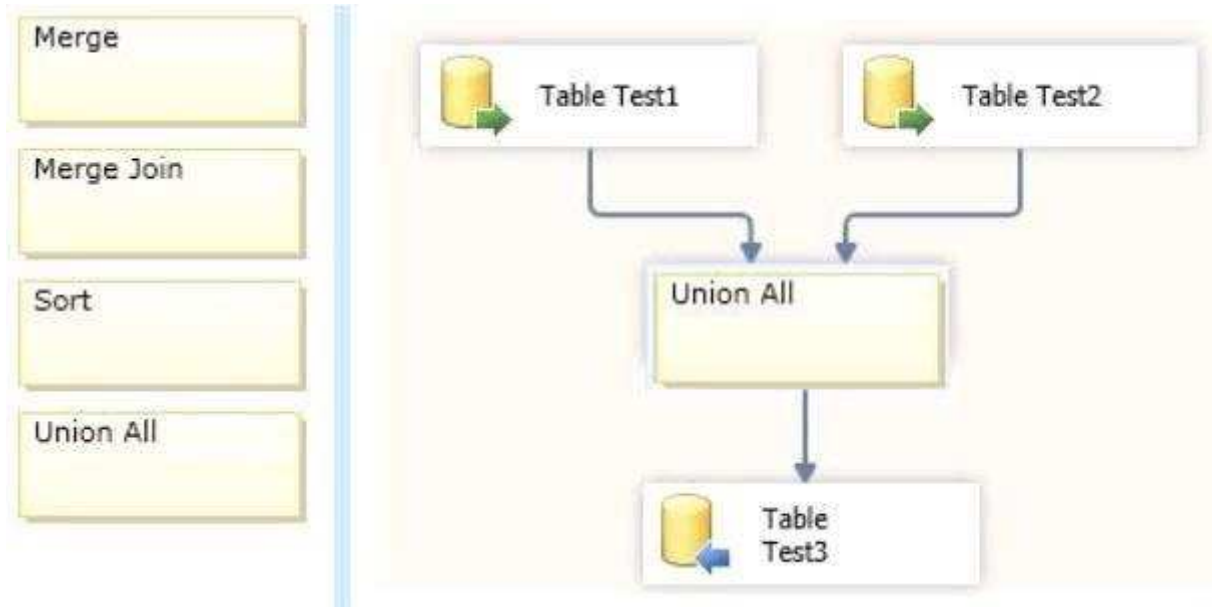 Merge
Merge Join
Sort
Union All
Table Test1
Table Test2
Union All
Table
Test3